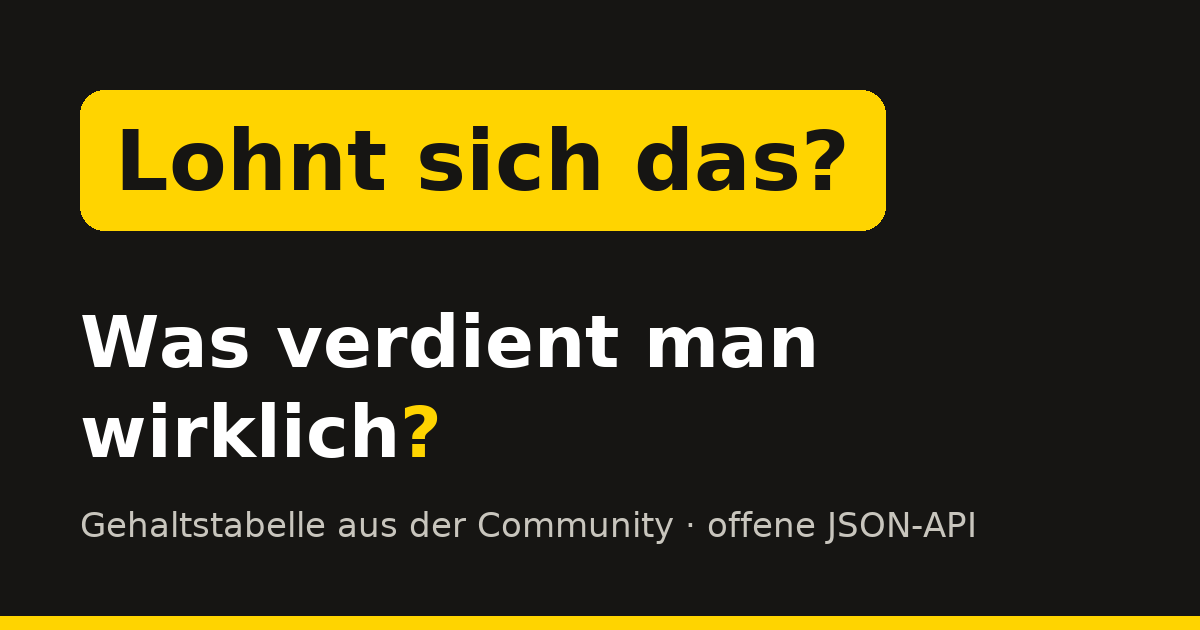 Lohnt sich das?
Was verdient man
wirklich?
Gehaltstabelle aus der Community · offene JSON-API